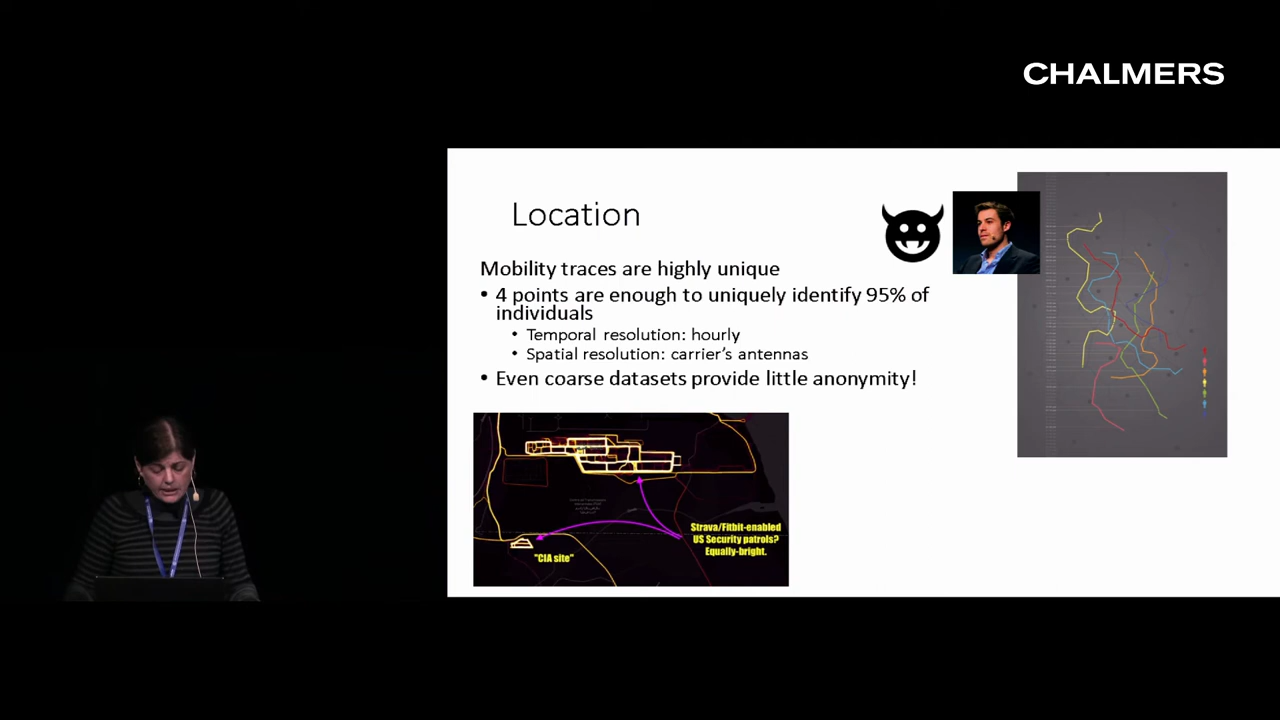 CHALMERS
Location
Mobility traces are highly unique
• 4 points are enough to uniquely identify 95% of
individuals
• Temporal resolution: hourly
• Spatial resolution: carrier's antennas
• Even coarse datasets provide little anonymity!
Strava/Fitbit-enabled
US Security patrols?
Equally-bright.
"CIA site"